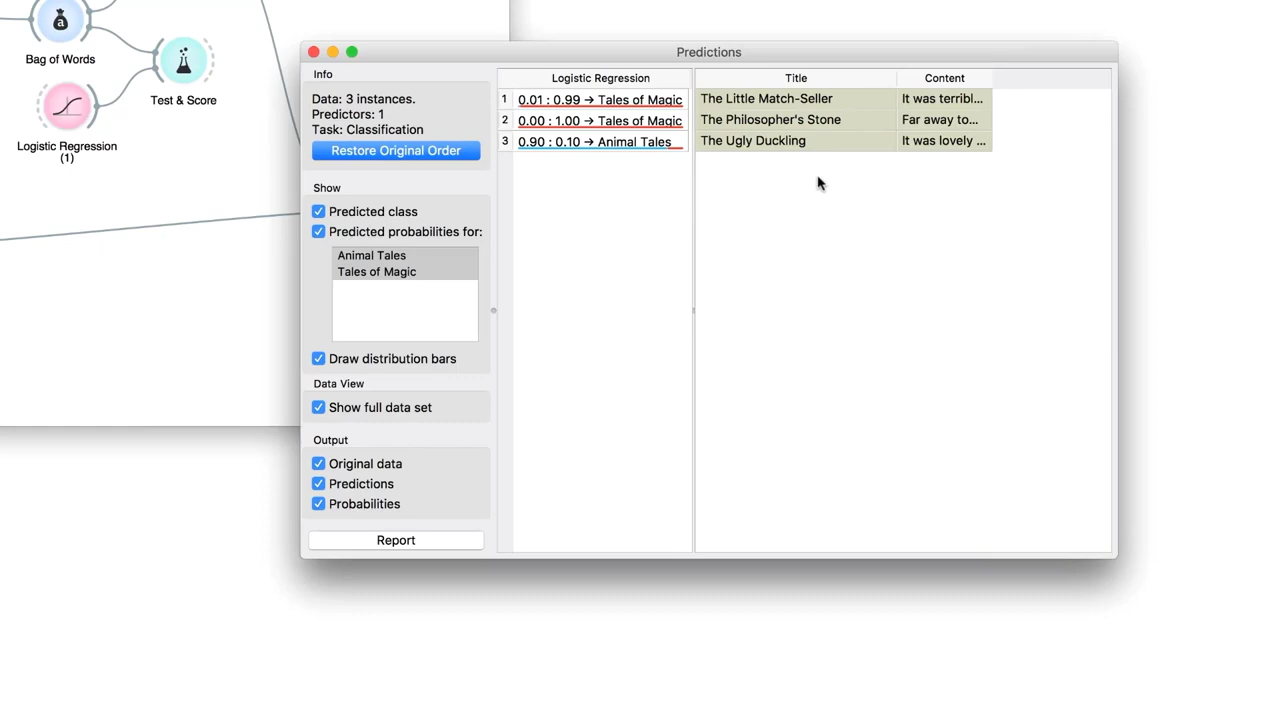 Bag of Words
Test & Score
Logistic Regression
(1)
Predictions
Info
Data: 3 instances.
Predictors: 1
Task: Classification
Restore Original Order
Show
Predicted class
Predicted probabilities for:
Animal Tales
Tales of Magic
Draw distribution bars
Data View
Show full data set
Output
Original data
Predictions
Probabilities
Report
Logistic Regression Title Content
1 0.01 : 0.99 → Tales of Magic The Little Match-Seller It was terribl...
2 0.00 : 1.00 → Tales of Magic The Philosopher's Stone Far away to...
3 0.90 : 0.10 → Animal Tales The Ugly Duckling It was lovely ...